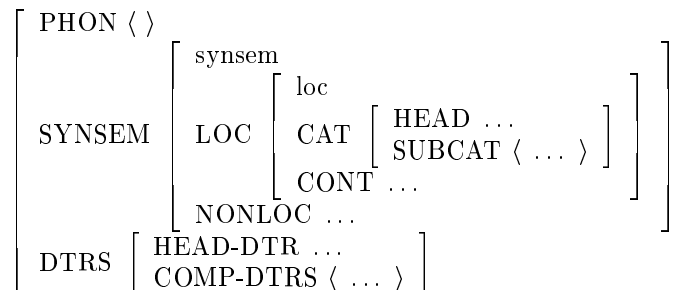 PHON ⟨ ⟩
synsem
loc
SYNSEM LOC CAT HEAD ...
SUBCAT ⟨ ... ⟩
CONT ...
NONLOC ...
DTRS HEAD-DTR ...
COMP-DTRS ⟨ ... ⟩